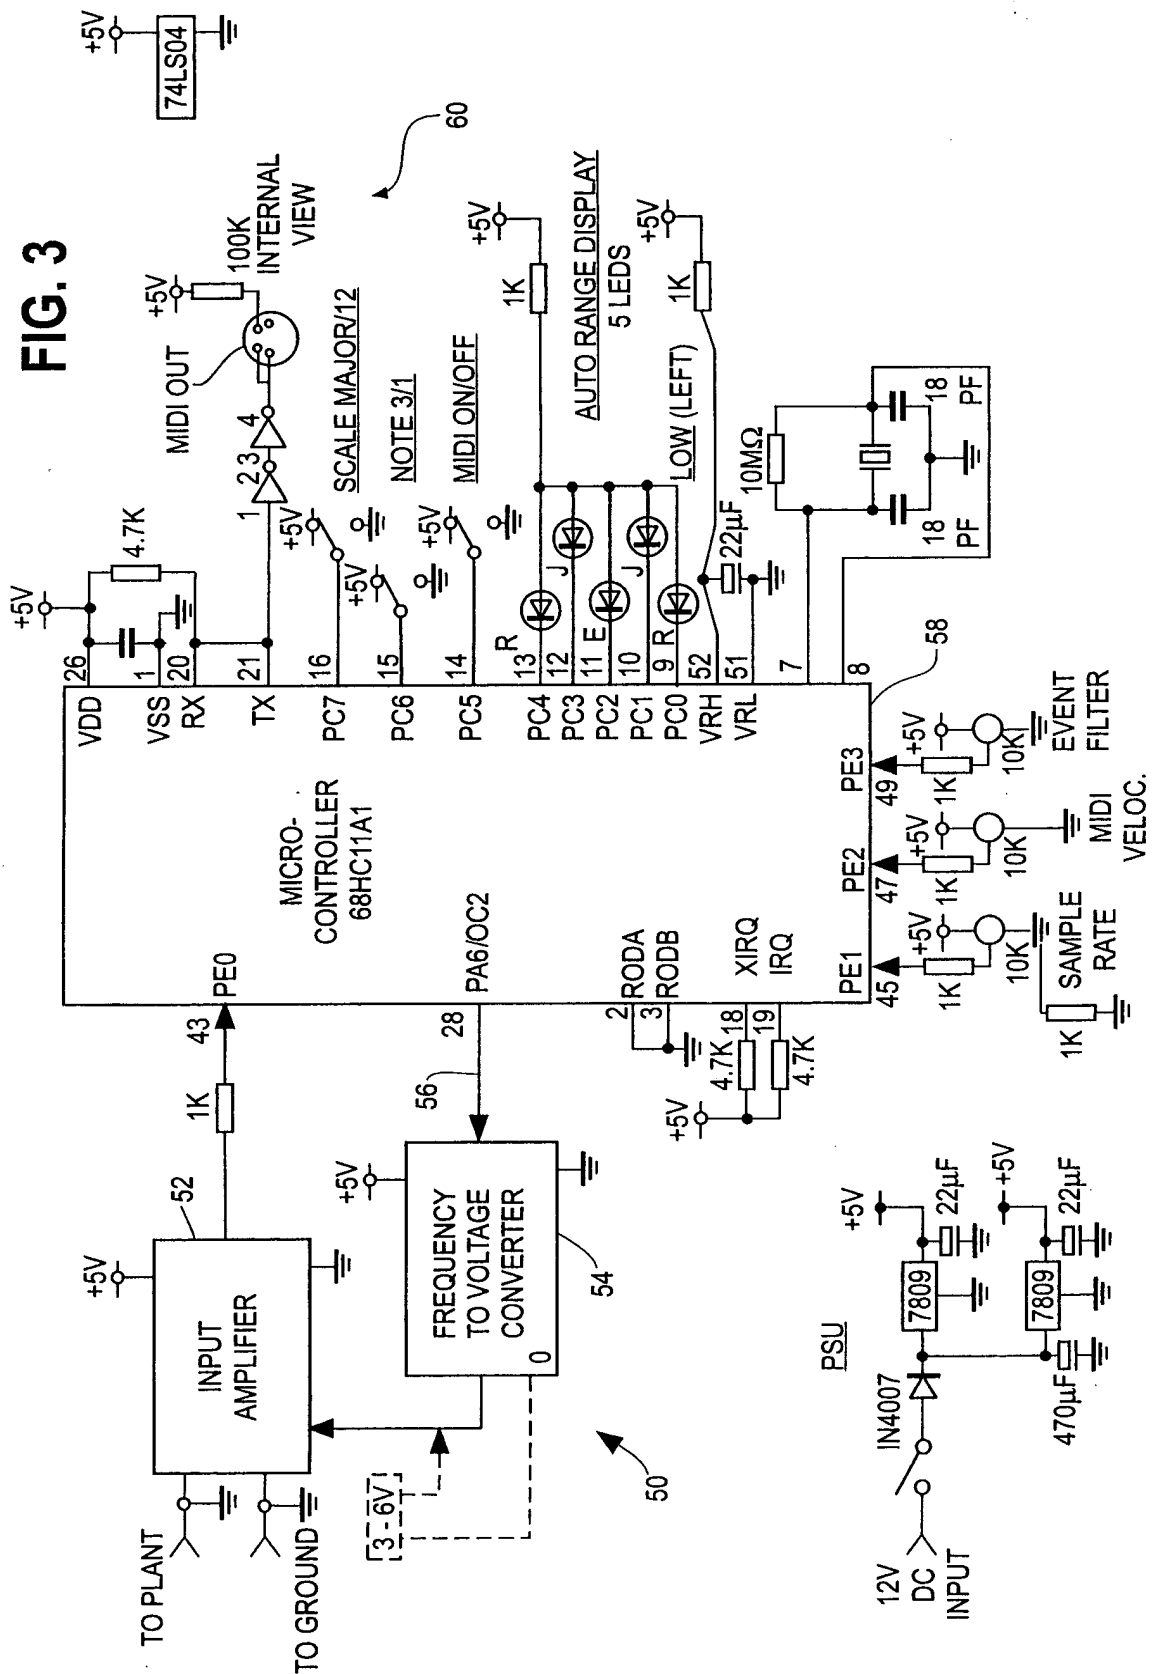 FIG. 3
+5V
74LS04
60
+5V
26
4.7K
1
20
21
1
2
3
4
MIDI OUT
+5V
100K
INTERNAL
VIEW
+5V
SCALE MAJOR/12
16
+5V
NOTE 3/1
15
+5V
MIDI ON/OFF
14
R
13
J
12
E
11
J
10
R
9
1K
+5V
AUTO RANGE DISPLAY
5 LEDS
LOW (LEFT)
52
22µF
51
1K
+5V
7
8
10MΩ
18
PF
18
PF
VDD
VSS
RX
TX
PC7
PC6
PC5
PC4
PC3
PC2
PC1
PC0
VRH
VRL
MICRO-
CONTROLLER
68HC11A1
PE0
PA6/OC2
RODA
RODB
XIRQ
IRQ
PE1
PE2
PE3
58
TO PLANT
TO GROUND
+5V
INPUT
AMPLIFIER
52
1K
43
3 - 6V
+5V
FREQUENCY
TO VOLTAGE
CONVERTER
0
54
56
28
50
2
3
+5V
4.7K
18
4.7K
19
45
+5V
1K
10K
SAMPLE
RATE
1K
47
+5V
1K
10K
MIDI
VELOC.
49
+5V
1K
10K
EVENT
FILTER
12V
DC
INPUT
IN4007
PSU
7809
+5V
22µF
470µF
7809
+5V
22µF